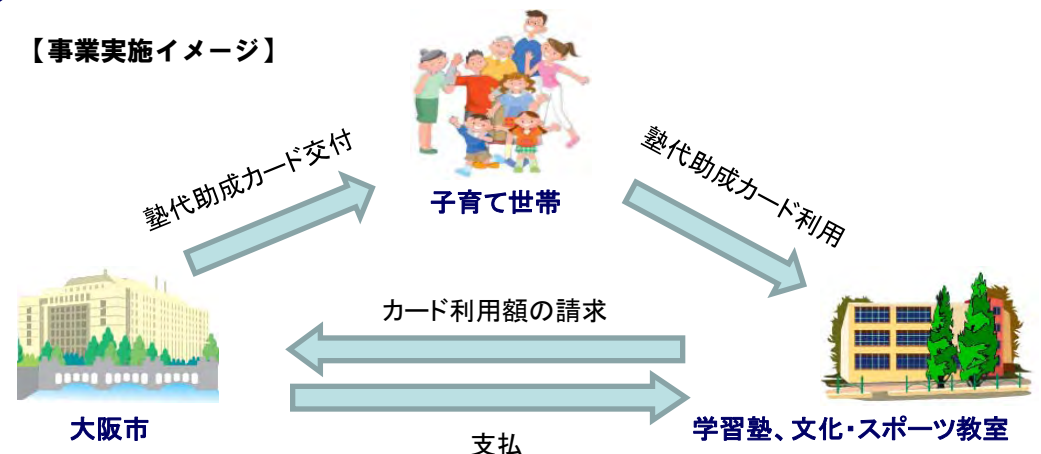 【事業実施イメージ】
塾代助成カード交付
子育て世帯
塾代助成カード利用
カード利用額の請求
大阪市
支払
学習塾、文化・スポーツ教室